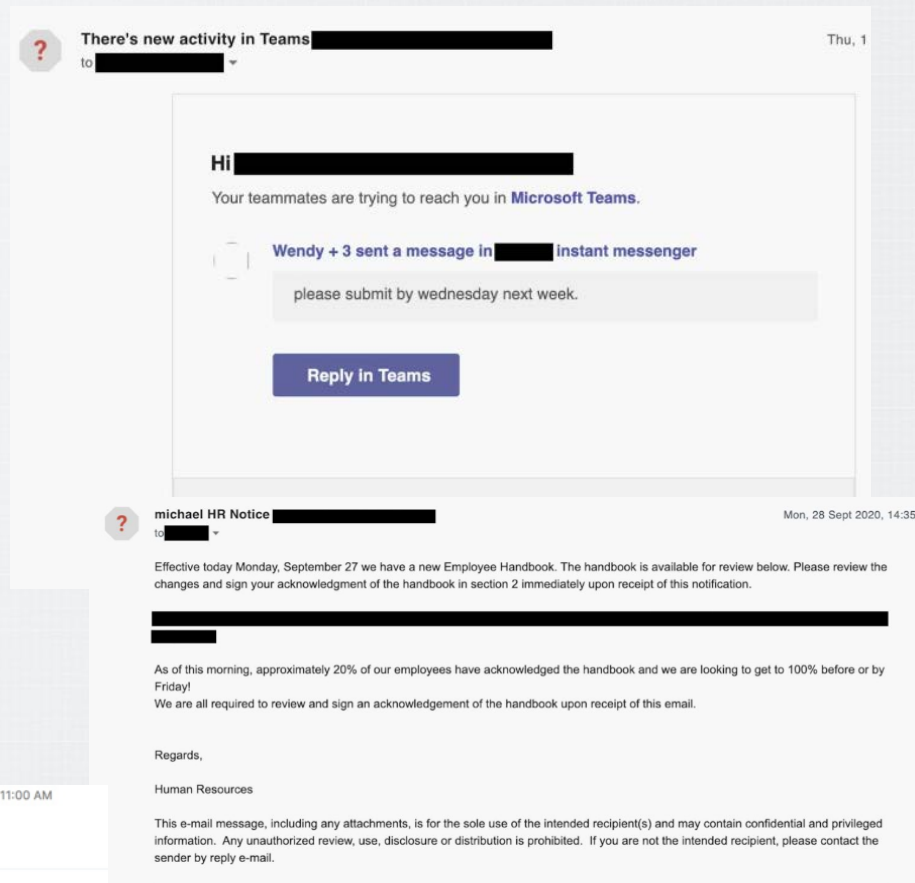 ?
There's new activity in Teams
Thu, 1
to
Hi
Your teammates are trying to reach you in Microsoft Teams.
Wendy + 3 sent a message in instant messenger
please submit by wednesday next week.
Reply in Teams
?
michael HR Notice
Mon, 28 Sept 2020, 14:35
to
Effective today Monday, September 27 we have a new Employee Handbook. The handbook is available for review below. Please review the
changes and sign your acknowledgment of the handbook in section 2 immediately upon receipt of this notification.
As of this morning, approximately 20% of our employees have acknowledged the handbook and we are looking to get to 100% before or by
Friday!
We are all required to review and sign an acknowledgement of the handbook upon receipt of this email.
Regards,
Human Resources
11:00 AM
This e-mail message, including any attachments, is for the sole use of the intended recipient(s) and may contain confidential and privileged
information. Any unauthorized review, use, disclosure or distribution is prohibited. If you are not the intended recipient, please contact the
sender by reply e-mail.